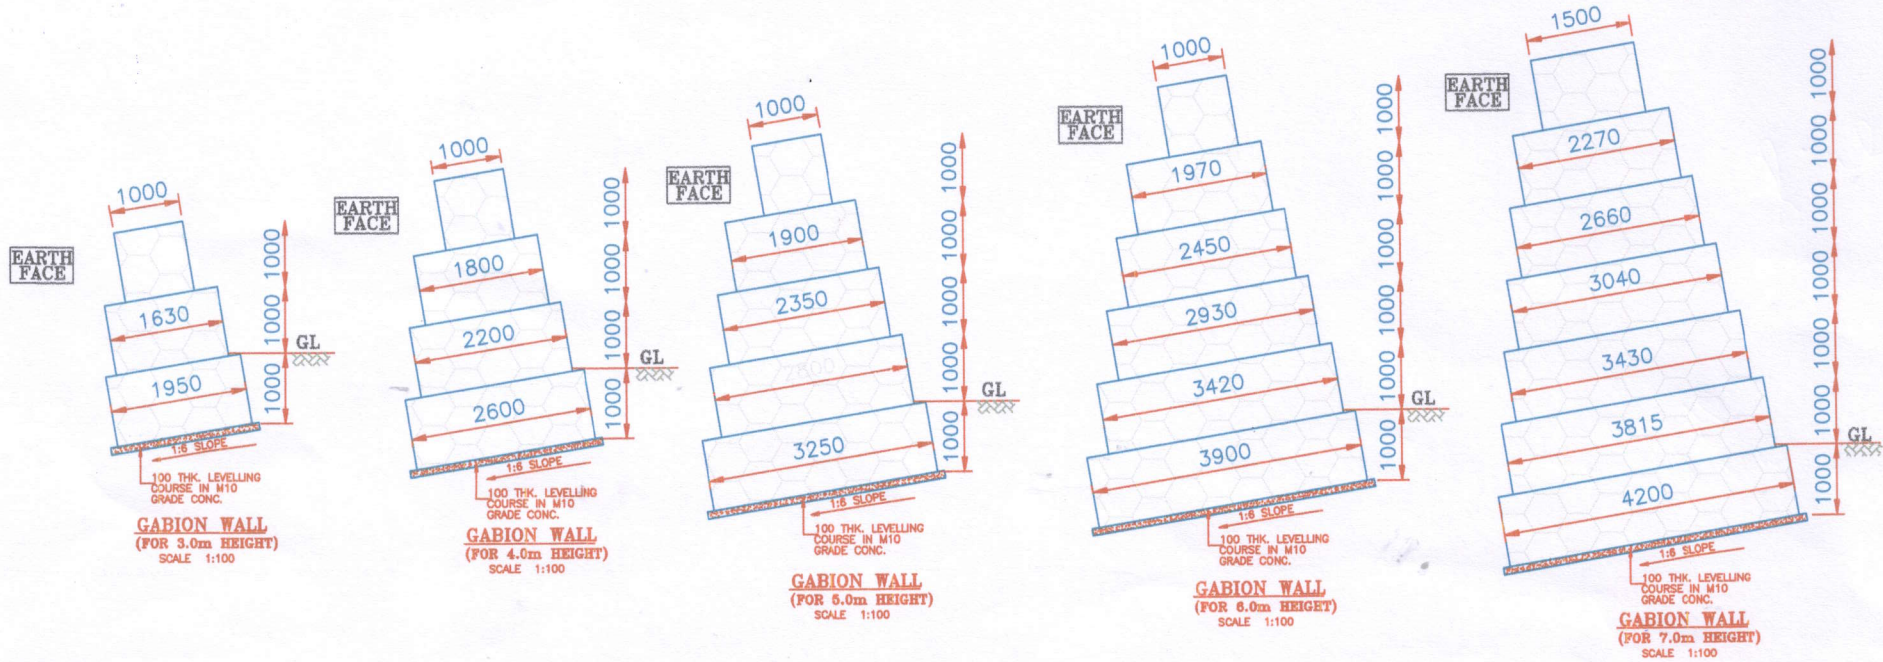 1000
EARTH
FACE
1630
1950
1000
1000
1000
GL
1:6 SLOPE
100 THK. LEVELLING
COURSE IN M10
GRADE CONC.
GABION WALL
(FOR 3.0m HEIGHT)
SCALE 1:100
1000
EARTH
FACE
1800
2200
2600
1000
1000
1000
1000
GL
1:6 SLOPE
100 THK. LEVELLING
COURSE IN M10
GRADE CONC.
GABION WALL
(FOR 4.0m HEIGHT)
SCALE 1:100
1000
EARTH
FACE
1900
2350
2800
3250
1000
1000
1000
1000
1000
GL
1:6 SLOPE
100 THK. LEVELLING
COURSE IN M10
GRADE CONC.
GABION WALL
(FOR 5.0m HEIGHT)
SCALE 1:100
1000
EARTH
FACE
1970
2450
2930
3420
3900
1000
1000
1000
1000
1000
1000
GL
1:6 SLOPE
100 THK. LEVELLING
COURSE IN M10
GRADE CONC.
GABION WALL
(FOR 6.0m HEIGHT)
SCALE 1:100
1500
EARTH
FACE
2270
2660
3040
3430
3815
4200
1000
1000
1000
1000
1000
1000
1000
GL
1:6 SLOPE
100 THK. LEVELLING
COURSE IN M10
GRADE CONC.
GABION WALL
(FOR 7.0m HEIGHT)
SCALE 1:100